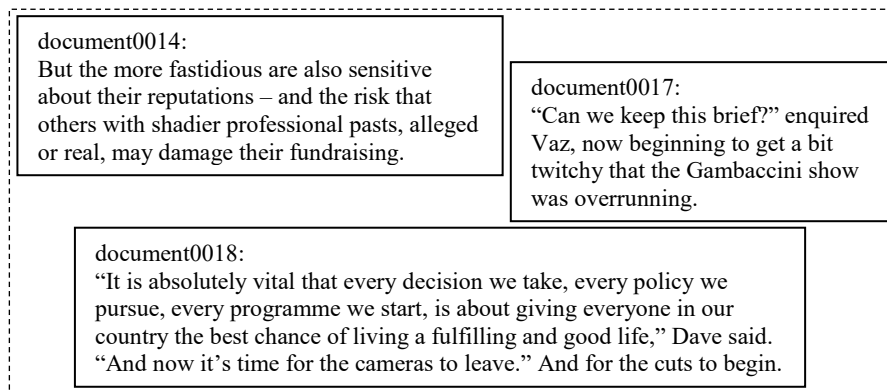 document0014:
But the more fastidious are also sensitive
about their reputations – and the risk that
others with shadier professional pasts, alleged
or real, may damage their fundraising.
document0017:
“Can we keep this brief?” enquired
Vaz, now beginning to get a bit
twitchy that the Gambaccini show
was overrunning.
document0018:
“It is absolutely vital that every decision we take, every policy we
pursue, every programme we start, is about giving everyone in our
country the best chance of living a fulfilling and good life,” Dave said.
“And now it’s time for the cameras to leave.” And for the cuts to begin.